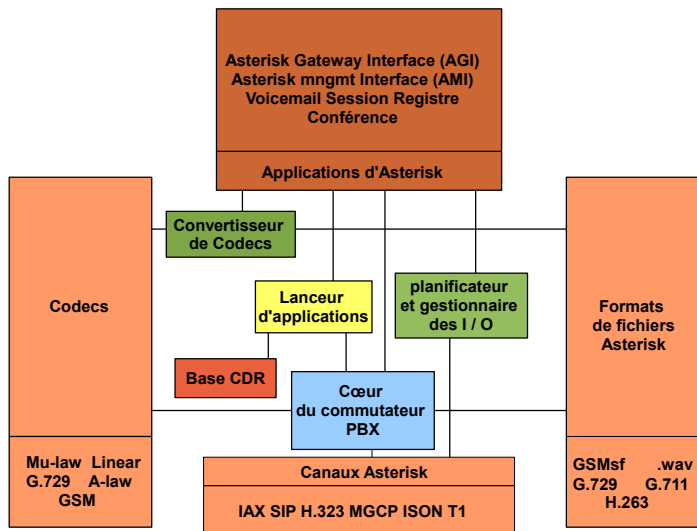 Asterisk Gateway Interface (AGI)
Asterisk mngmt Interface (AMI)
Voicemail Session Registre
Conférence
Applications d'Asterisk
Convertisseur
de Codecs
Codecs
Lanceur
d'applications
planificateur
et gestionnaire
des I / O
Formats
de fichiers
Asterisk
Base CDR
Cœur
du commutateur
PBX
Mu-law Linear
G.729 A-law
GSM
Canaux Asterisk
IAX SIP H.323 MGCP ISON T1
GSMsf .wav
G.729 G.711
H.263